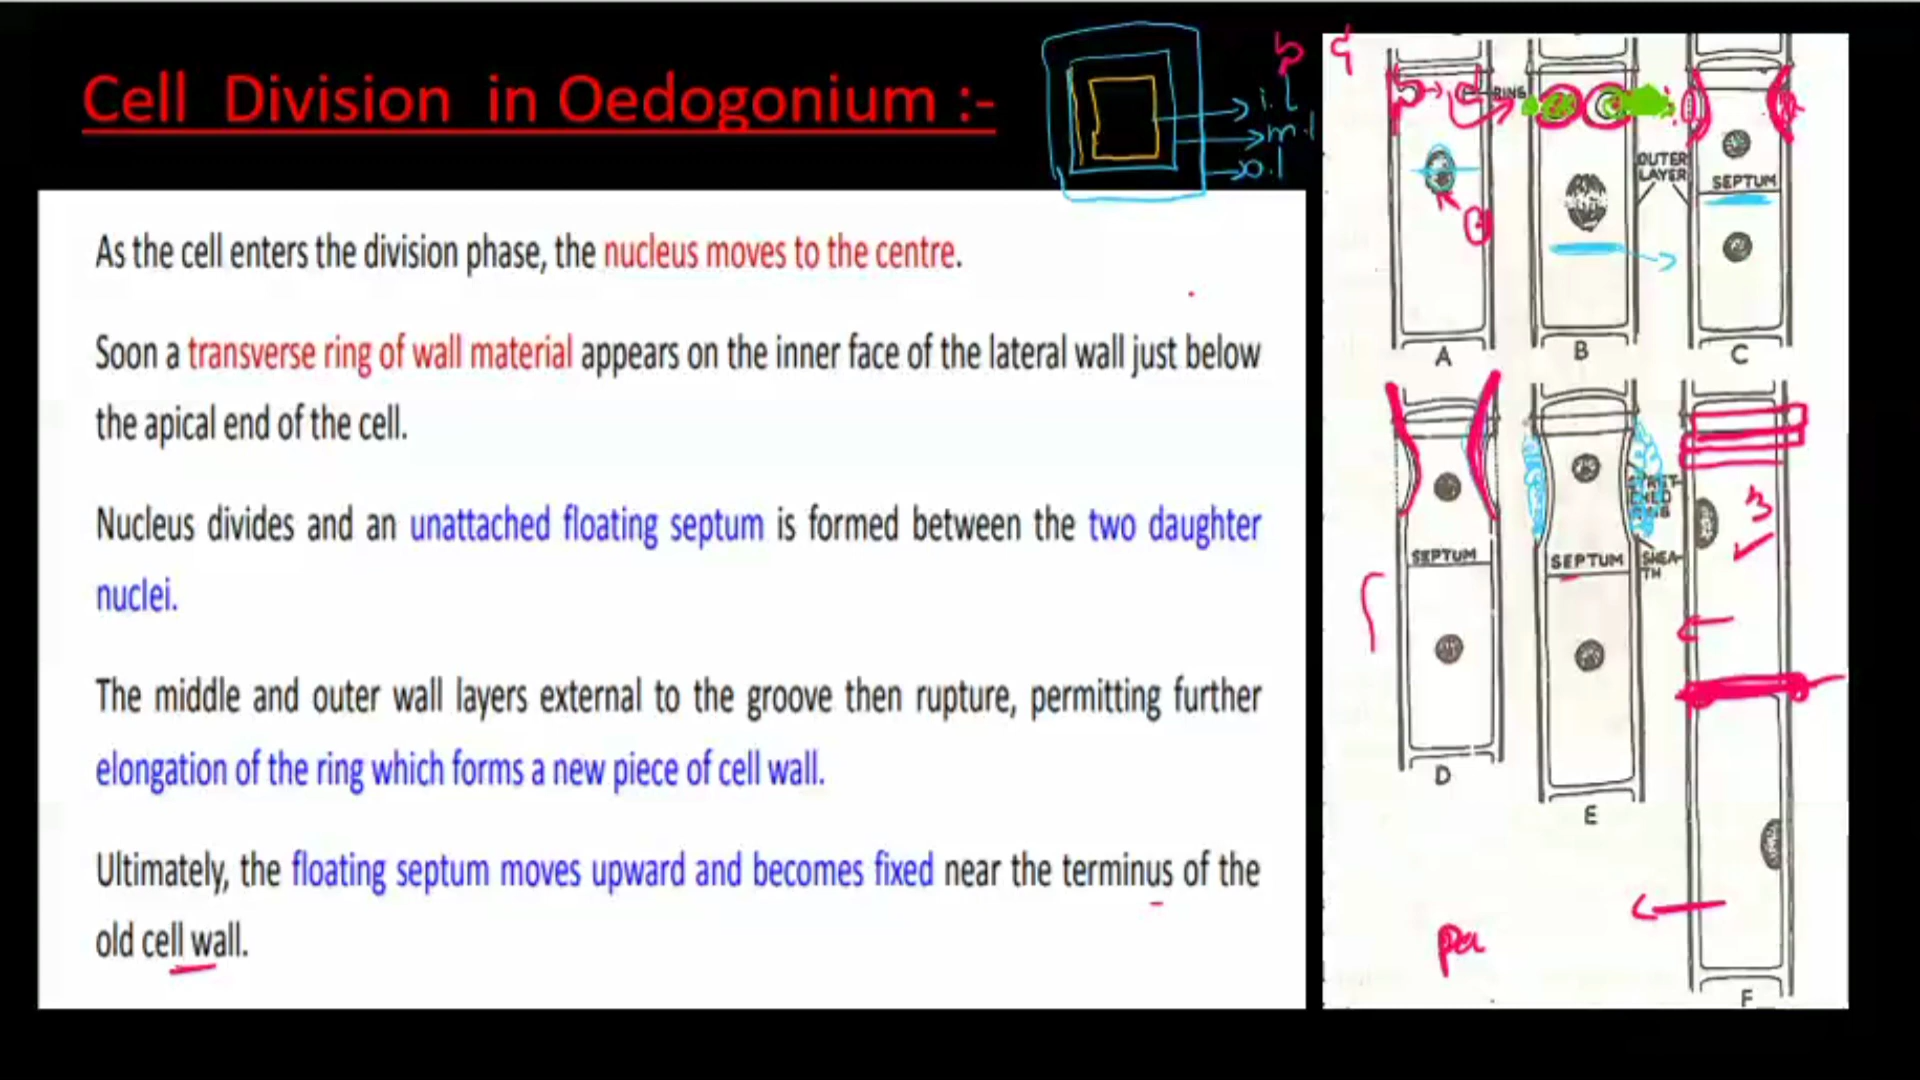 Cell Division in Oedogonium :-
i.l
m.l
o.l
As the cell enters the division phase, the nucleus moves to the centre.
Soon a transverse ring of wall material appears on the inner face of the lateral wall just below
the apical end of the cell.
Nucleus divides and an unattached floating septum is formed between the two daughter
nuclei.
The middle and outer wall layers external to the groove then rupture, permitting further
elongation of the ring which forms a new piece of cell wall.
Ultimately, the floating septum moves upward and becomes fixed near the terminus of the
old cell wall.
RING
OUTER
LAYER
SEPTUM
A
B
C
SEPTUM
SEPTUM
SHEA-
TH
D
E
F
pa